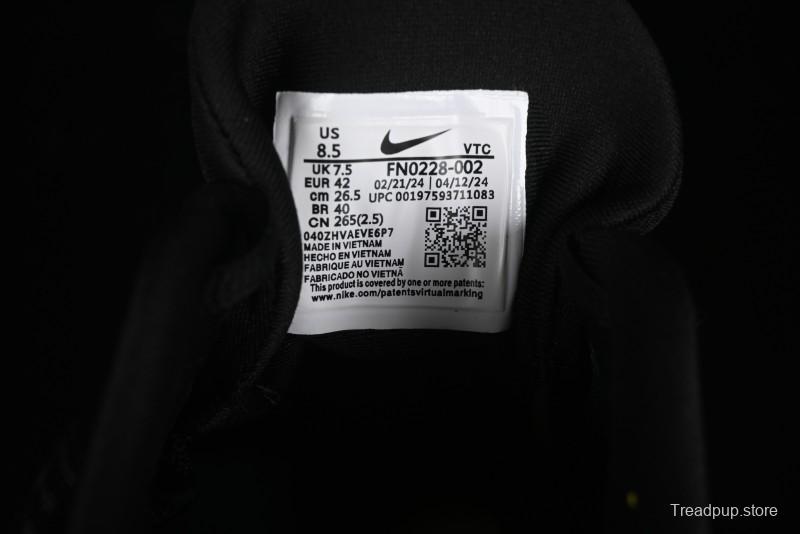 US
8.5 VTC
UK 7.5 FN0228-002
EUR 42 02/21/24 | 04/12/24
cm 26.5 UPC 00197593711083
BR 40
CN 265(2.5)
040ZHVAEVE6P7
MADE IN VIETNAM
HECHO EN VIETNAM
FABRIQUE AU VIETNAM
FABRICADO NO VIETNÃ
This product is covered by one or more patents:
www.nike.com/patentsvirtualmarking
Treadpup.store